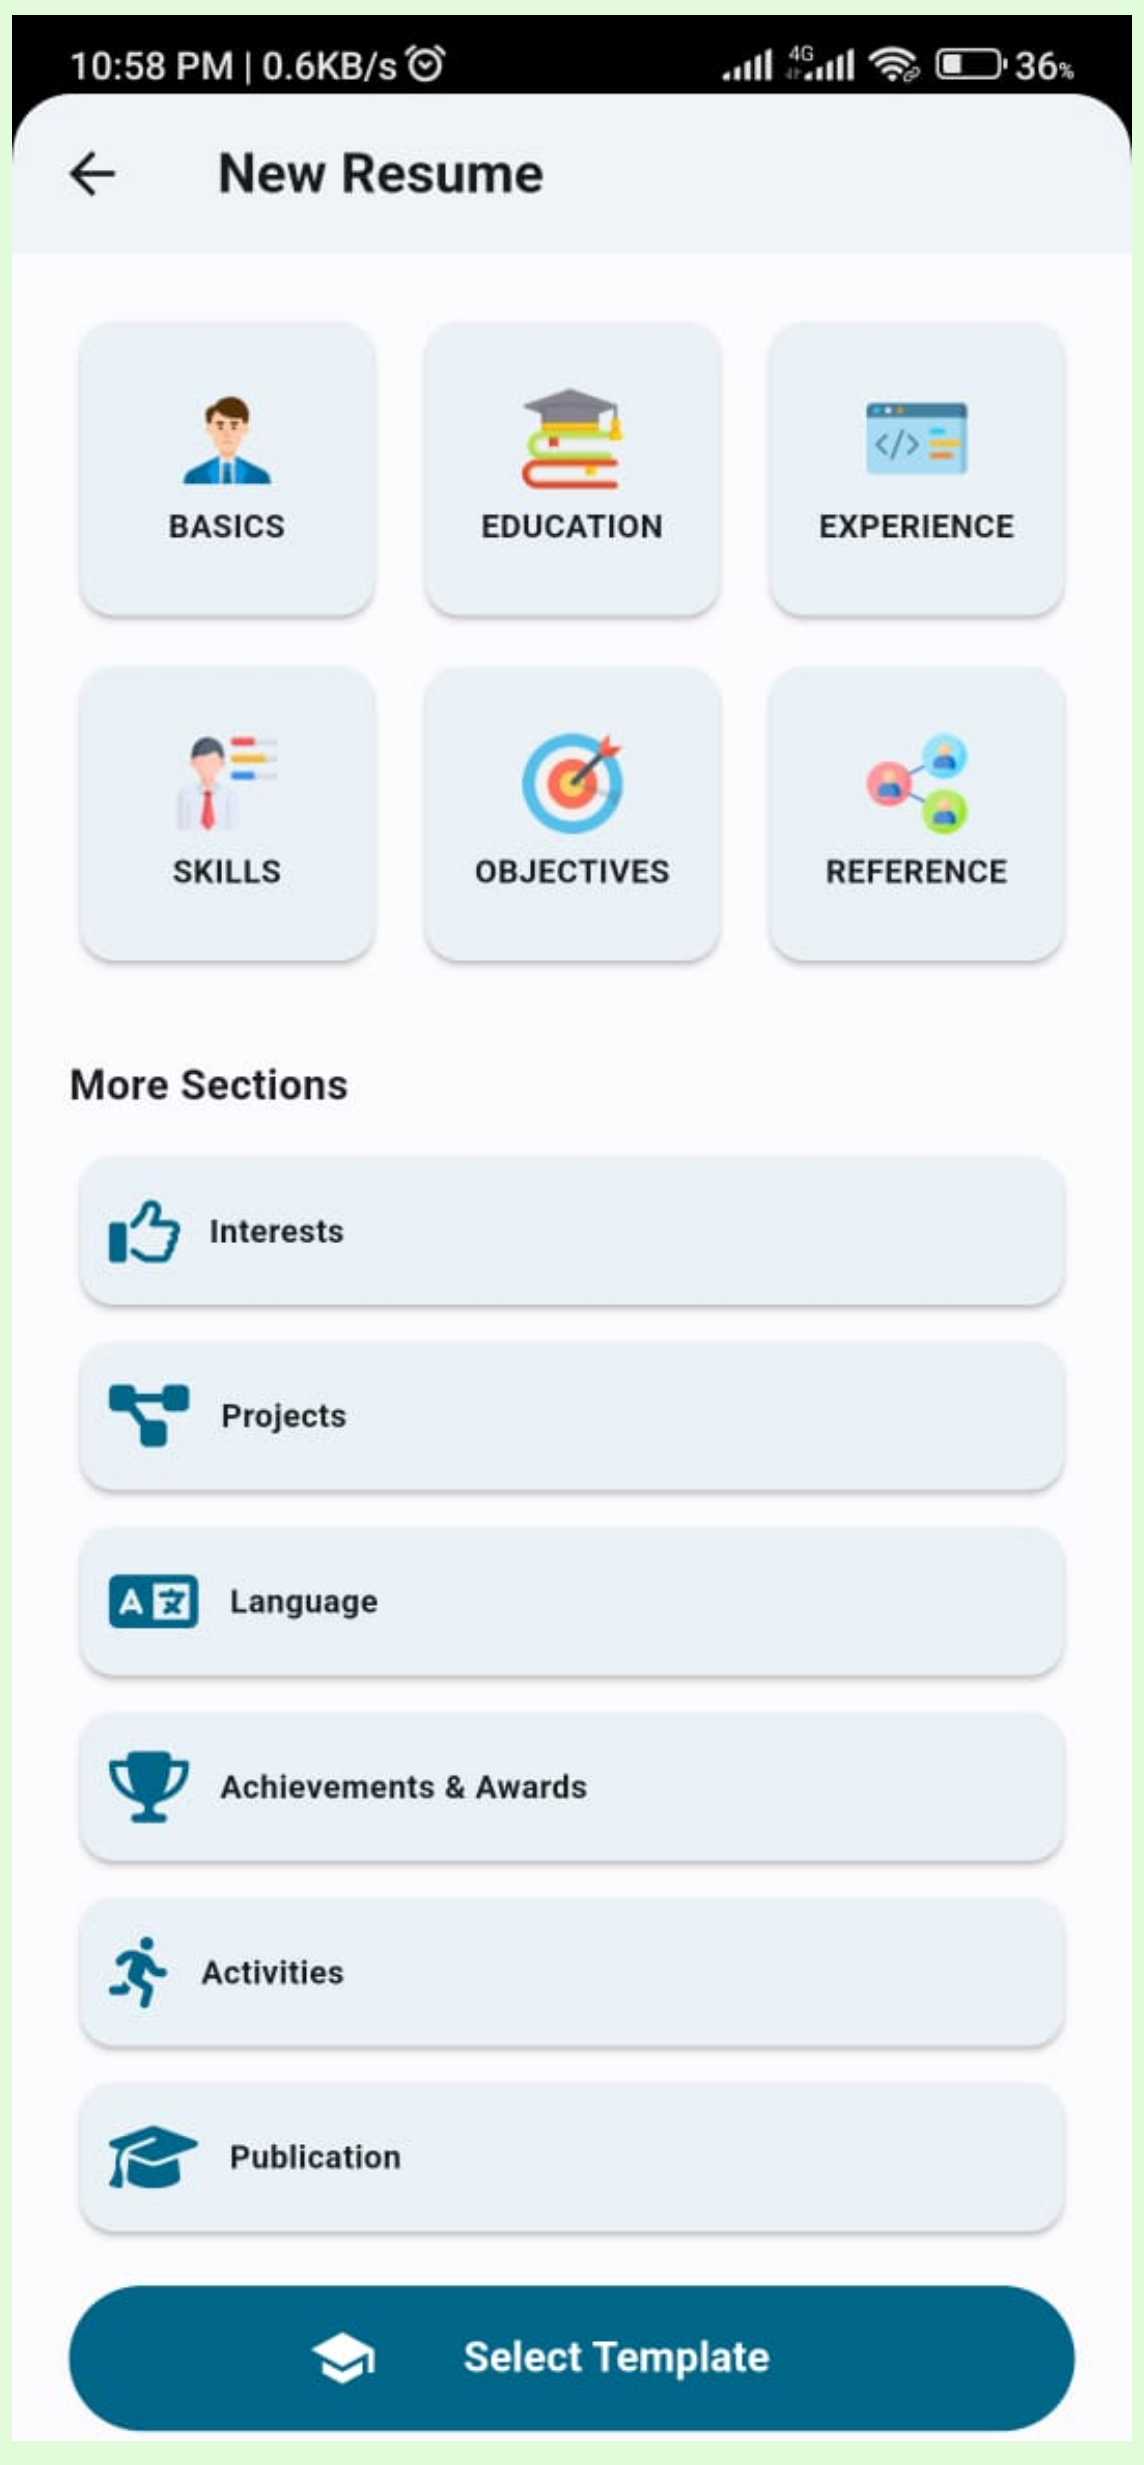 10:58 PM | 0.6KB/s 4G 36%
New Resume
BASICS EDUCATION EXPERIENCE
SKILLS OBJECTIVES REFERENCE
More Sections
Interests
Projects
A 文 Language
Achievements & Awards
Activities
Publication
Select Template